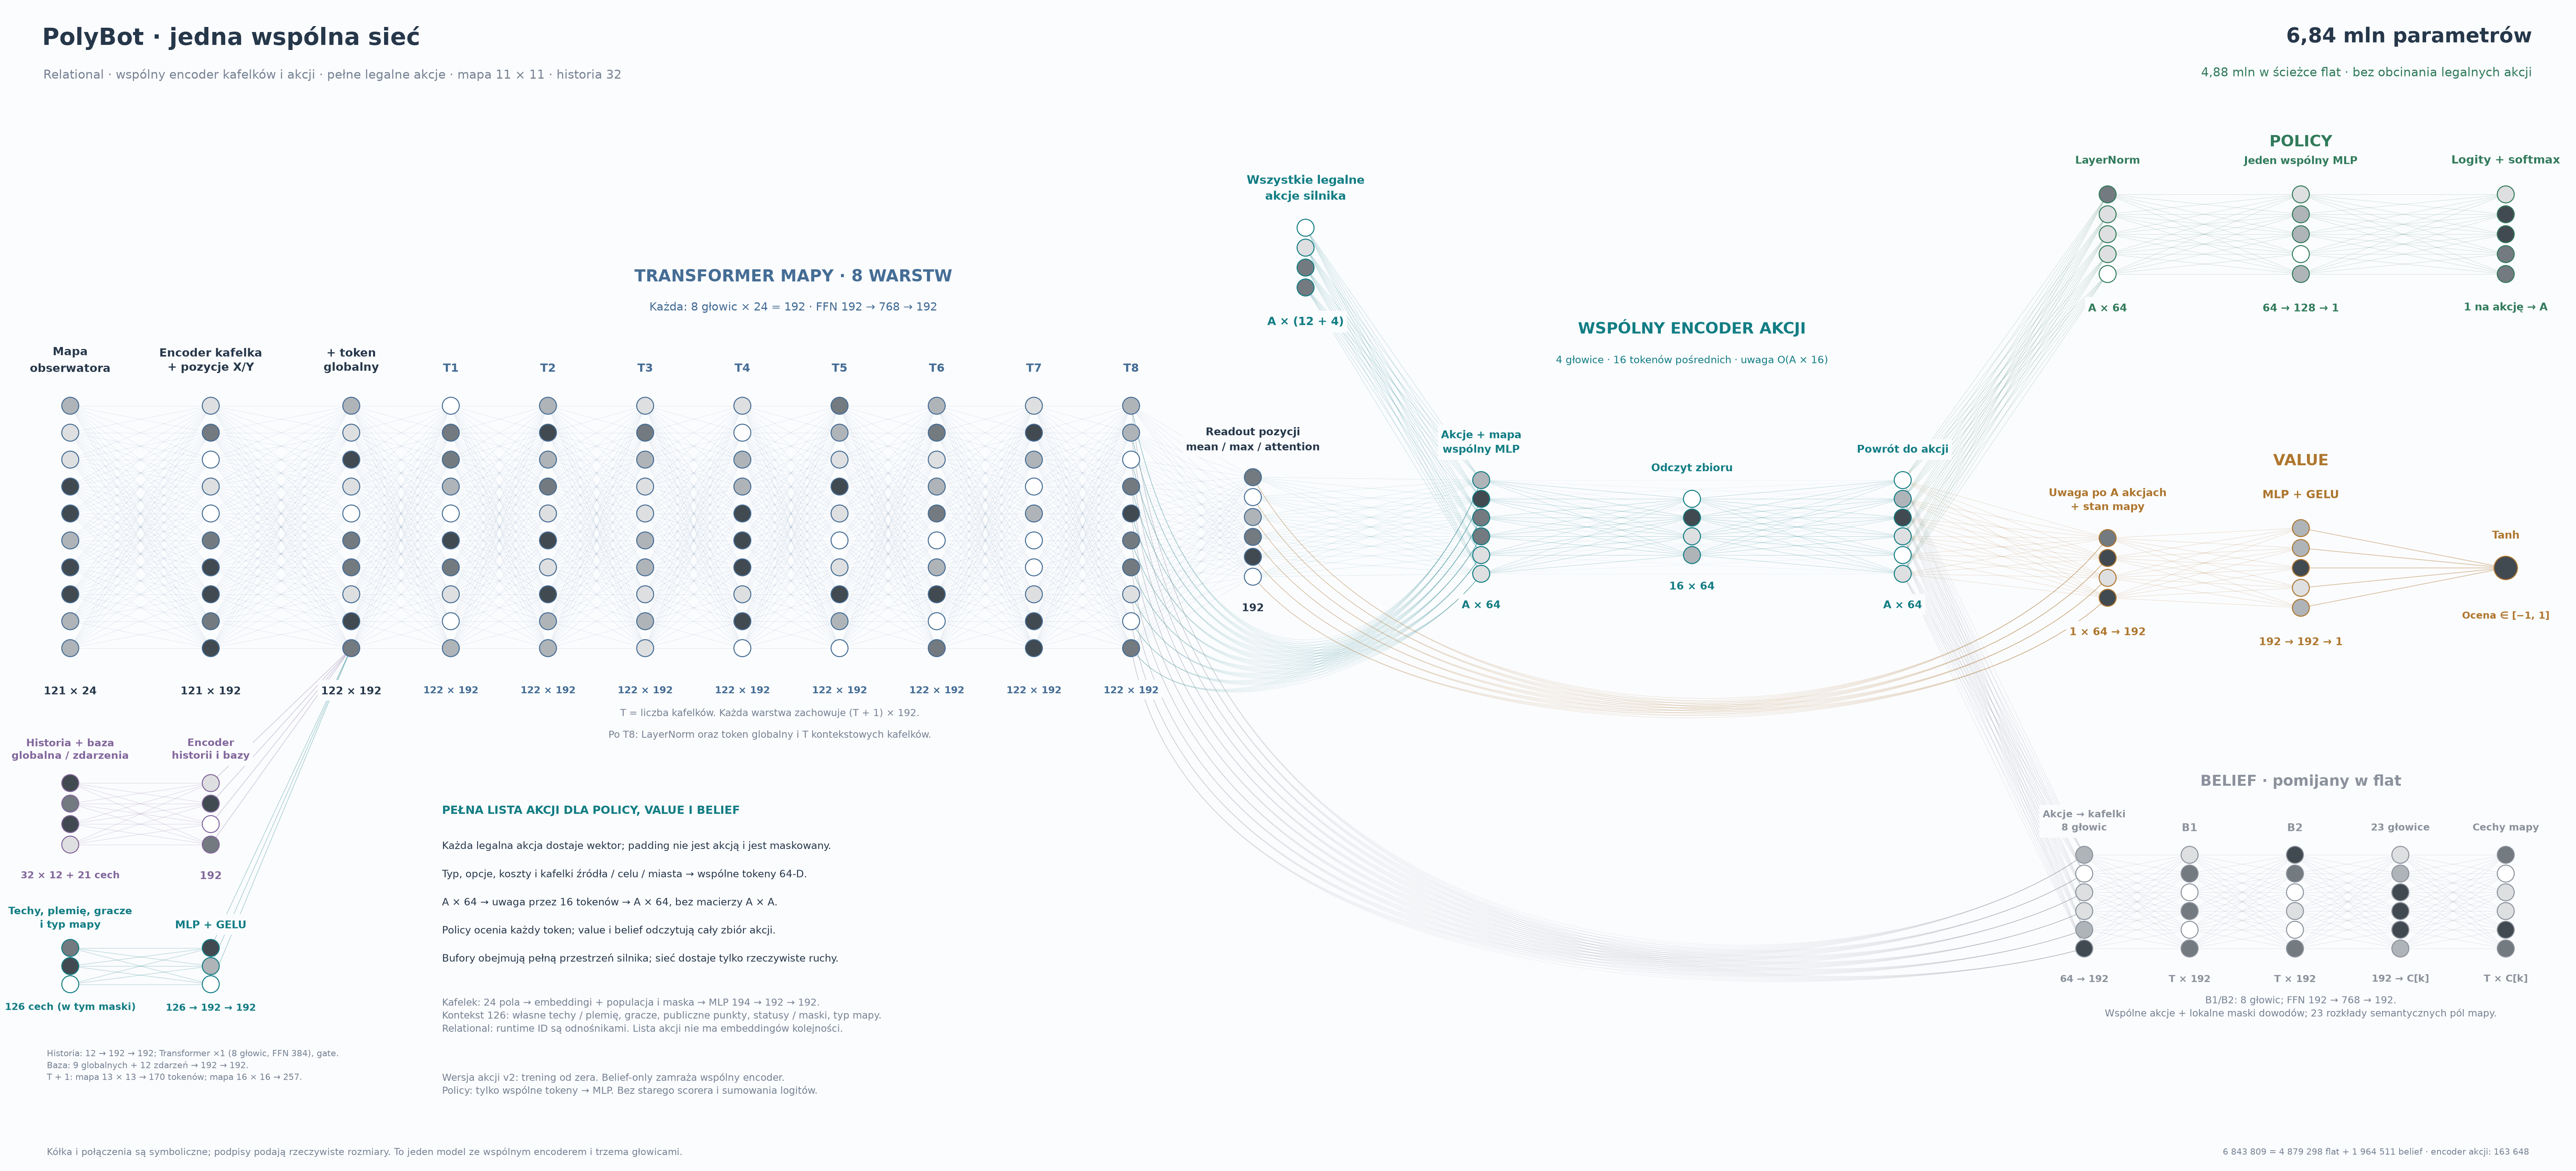 PolyBot · jedna wspólna sieć
6,84 mln parametrów
Relational · wspólny encoder kafelków i akcji · pełne legalne akcje · mapa 11 × 11 · historia 32
4,88 mln w ścieżce flat · bez obcinania legalnych akcji
TRANSFORMER MAPY · 8 WARSTW
Każda: 8 głowic × 24 = 192 · FFN 192 → 768 → 192
Mapa
obserwatora
Encoder kafelka
+ pozycje X/Y
+ token
globalny
T1
T2
T3
T4
T5
T6
T7
T8
121 × 24
121 × 192
122 × 192
122 × 192
122 × 192
122 × 192
122 × 192
122 × 192
122 × 192
122 × 192
122 × 192
T = liczba kafelków. Każda warstwa zachowuje (T + 1) × 192.
Po T8: LayerNorm oraz token globalny i T kontekstowych kafelków.
Historia + baza
globalna / zdarzenia
Encoder
historii i bazy
32 × 12 + 21 cech
192
Techy, plemię, gracze
i typ mapy
MLP + GELU
126 cech (w tym maski)
126 → 192 → 192
Historia: 12 → 192 → 192; Transformer ×1 (8 głowic, FFN 384), gate.
Baza: 9 globalnych + 12 zdarzeń → 192 → 192.
T + 1: mapa 13 × 13 → 170 tokenów; mapa 16 × 16 → 257.
PEŁNA LISTA AKCJI DLA POLICY, VALUE I BELIEF
Każda legalna akcja dostaje wektor; padding nie jest akcją i jest maskowany.
Typ, opcje, koszty i kafelki źródła / celu / miasta → wspólne tokeny 64-D.
A × 64 → uwaga przez 16 tokenów → A × 64, bez macierzy A × A.
Policy ocenia każdy token; value i belief odczytują cały zbiór akcji.
Bufory obejmują pełną przestrzeń silnika; sieć dostaje tylko rzeczywiste ruchy.
Kafelek: 24 pola → embeddingi + populacja i maska → MLP 194 → 192 → 192.
Kontekst 126: własne techy / plemię, gracze, publiczne punkty, statusy / maski, typ mapy.
Relational: runtime ID są odnośnikami. Lista akcji nie ma embeddingów kolejności.
Wersja akcji v2: trening od zera. Belief-only zamraża wspólny encoder.
Policy: tylko wspólne tokeny → MLP. Bez starego scorera i sumowania logitów.
Wszystkie legalne
akcje silnika
A × (12 + 4)
Readout pozycji
mean / max / attention
192
WSPÓLNY ENCODER AKCJI
4 głowice · 16 tokenów pośrednich · uwaga O(A × 16)
Akcje + mapa
wspólny MLP
A × 64
Odczyt zbioru
16 × 64
Powrót do akcji
A × 64
POLICY
LayerNorm
Jeden wspólny MLP
Logity + softmax
A × 64
64 → 128 → 1
1 na akcję → A
VALUE
Uwaga po A akcjach
+ stan mapy
MLP + GELU
Tanh
1 × 64 → 192
192 → 192 → 1
Ocena ∈ [−1, 1]
BELIEF · pomijany w flat
Akcje → kafelki
8 głowic
B1
B2
23 głowice
Cechy mapy
64 → 192
T × 192
T × 192
192 → C[k]
T × C[k]
B1/B2: 8 głowic; FFN 192 → 768 → 192.
Wspólne akcje + lokalne maski dowodów; 23 rozkłady semantycznych pól mapy.
Kółka i połączenia są symboliczne; podpisy podają rzeczywiste rozmiary. To jeden model ze wspólnym encoderem i trzema głowicami.
6 843 809 = 4 879 298 flat + 1 964 511 belief · encoder akcji: 163 648